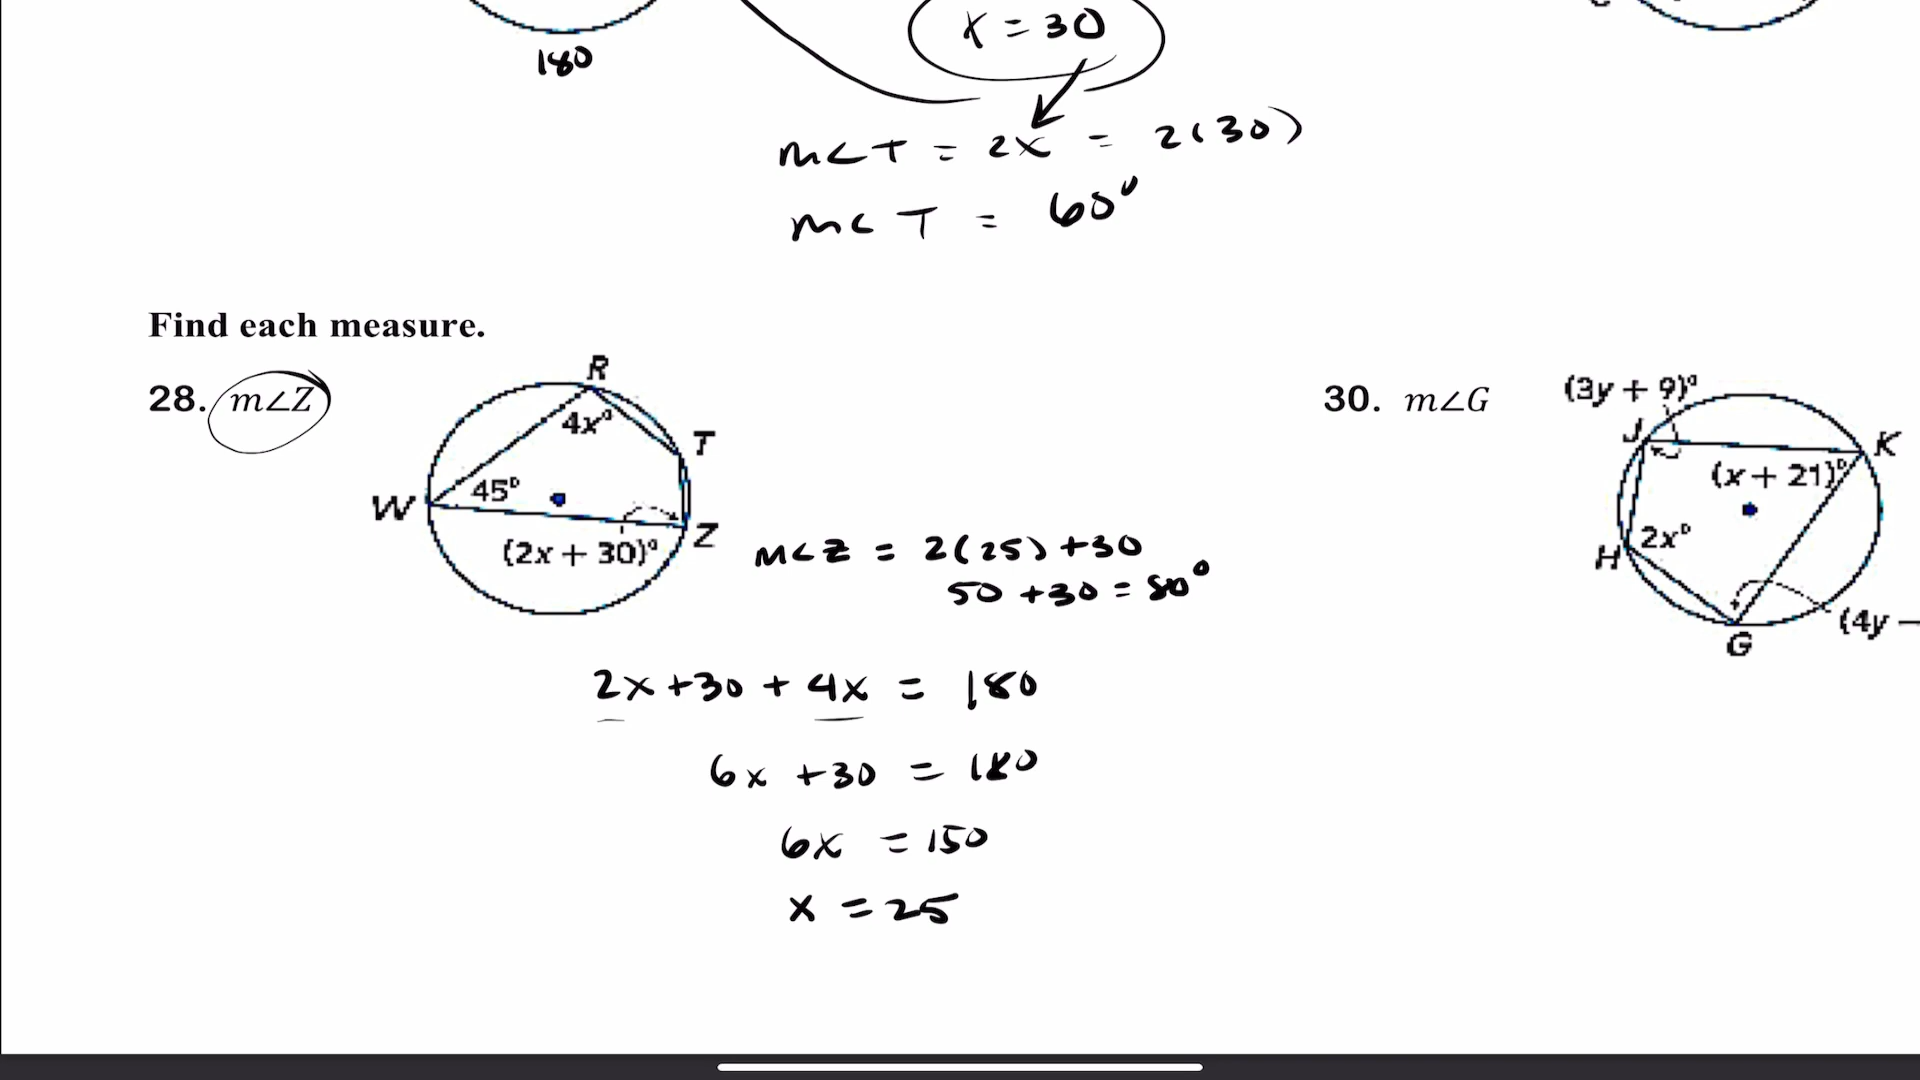 180
x = 30
m∠T = 2x = 2(30)
m∠T = 60°
Find each measure.
28. m∠Z
R
4x°
T
W
45°
Z
(2x + 30)°
m∠Z = 2(25) +30
50 +30 = 80°
2x +30 + 4x = 180
6x +30 = 180
6x = 150
x = 25
30. m∠G
(3y + 9)°
J
K
(x + 21)°
H
2x°
(4y −
G